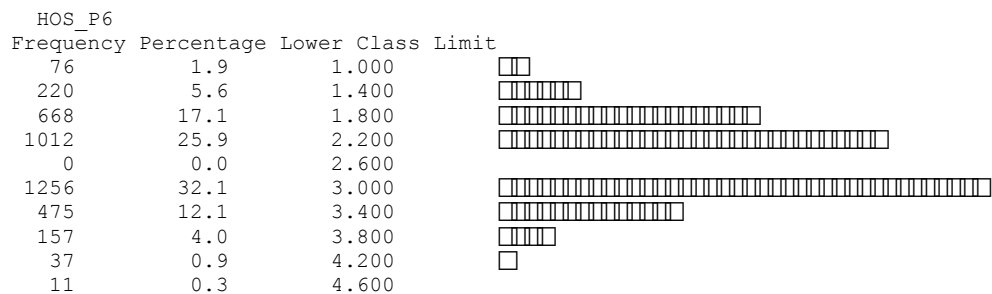 HOS_P6
Frequency Percentage Lower Class Limit
76 1.9 1.000
220 5.6 1.400
668 17.1 1.800
1012 25.9 2.200
0 0.0 2.600
1256 32.1 3.000
475 12.1 3.400
157 4.0 3.800
37 0.9 4.200
11 0.3 4.600